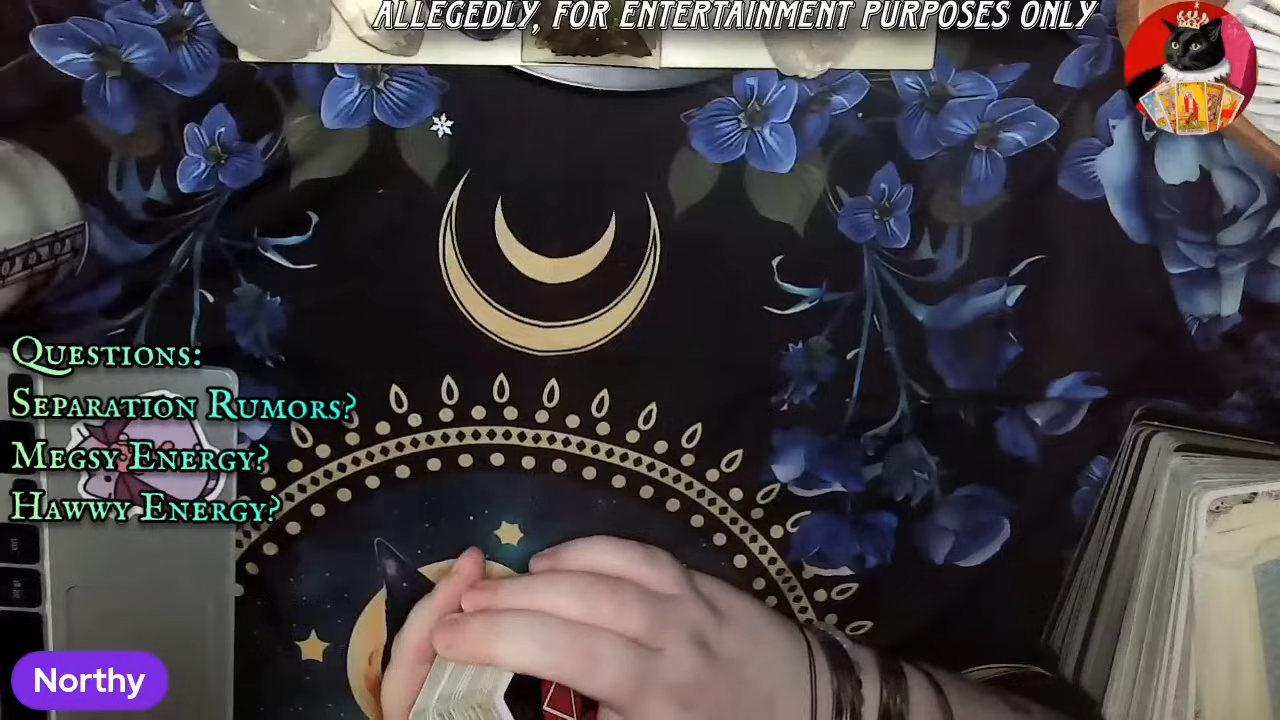 ALLEGEDLY, FOR ENTERTAINMENT PURPOSES ONLY
Questions:
Separation Rumors?
Megsy Energy?
Hawwy Energy?
Northy